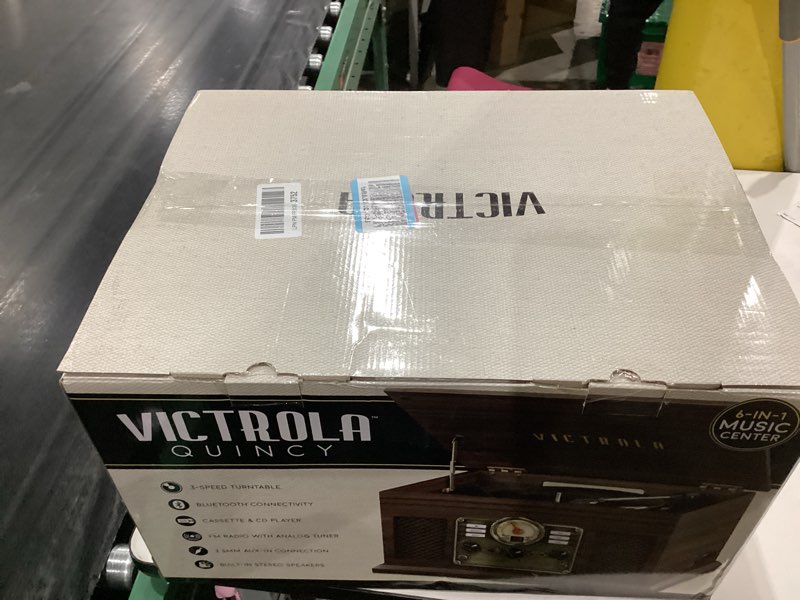 VICTROLA
VICTROLA™
QUINCY
3-SPEED TURNTABLE
BLUETOOTH CONNECTIVITY
CASSETTE & CD PLAYER
FM RADIO WITH ANALOG TUNER
3.5MM AUX-IN CONNECTION
BUILT-IN STEREO SPEAKERS
VICTROLA
6-IN-1
MUSIC
CENTER